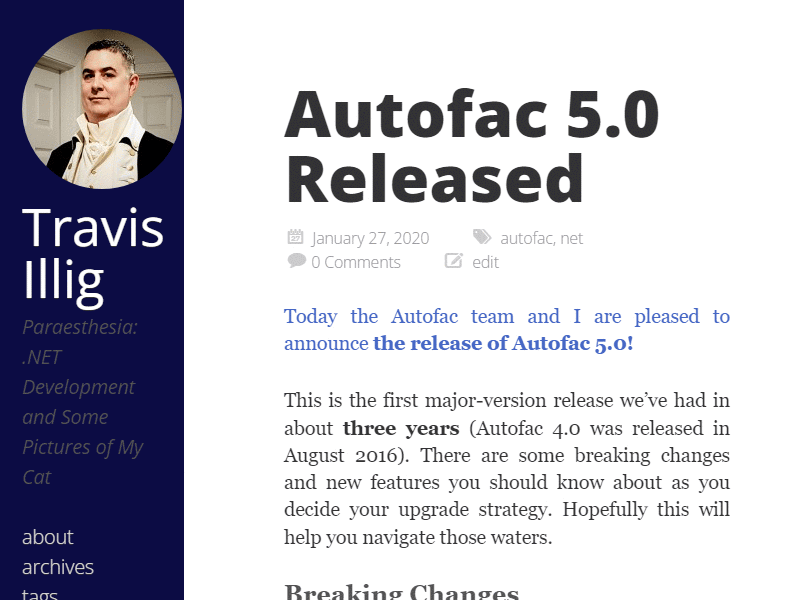 Travis
Illig
Paraesthesia:
.NET
Development
and Some
Pictures of My
Cat
about
archives
tags
Autofac 5.0
Released
January 27, 2020 autofac, net
0 Comments edit
Today the Autofac team and I are pleased to
announce the release of Autofac 5.0!
This is the first major-version release we’ve had in
about three years (Autofac 4.0 was released in
August 2016). There are some breaking changes
and new features you should know about as you
decide your upgrade strategy. Hopefully this will
help you navigate those waters.
Breaking Changes